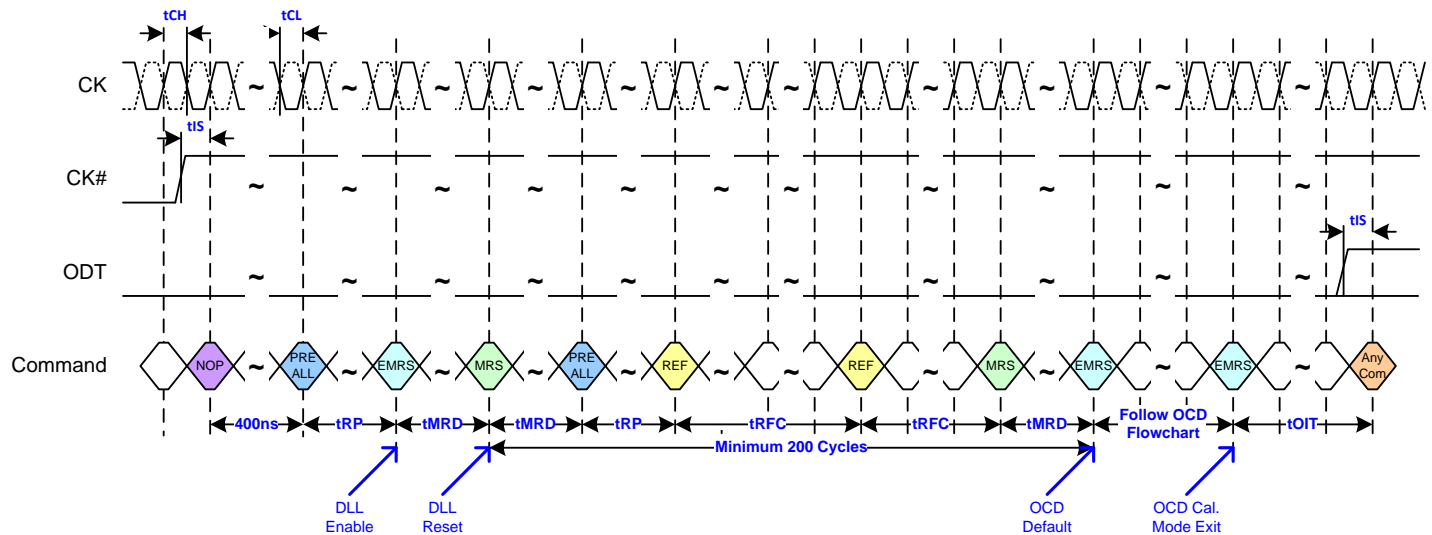 tCH
tCL
CK
tIS
CK#
tIS
ODT
Command
NOP
PRE
ALL
EMRS
MRS
PRE
ALL
REF
REF
MRS
EMRS
EMRS
Any
Com
400ns
tRP
tMRD
tMRD
tRP
tRFC
tRFC
tMRD
Follow OCD
Flowchart
tOIT
Minimum 200 Cycles
DLL
Enable
DLL
Reset
OCD
Default
OCD Cal.
Mode Exit